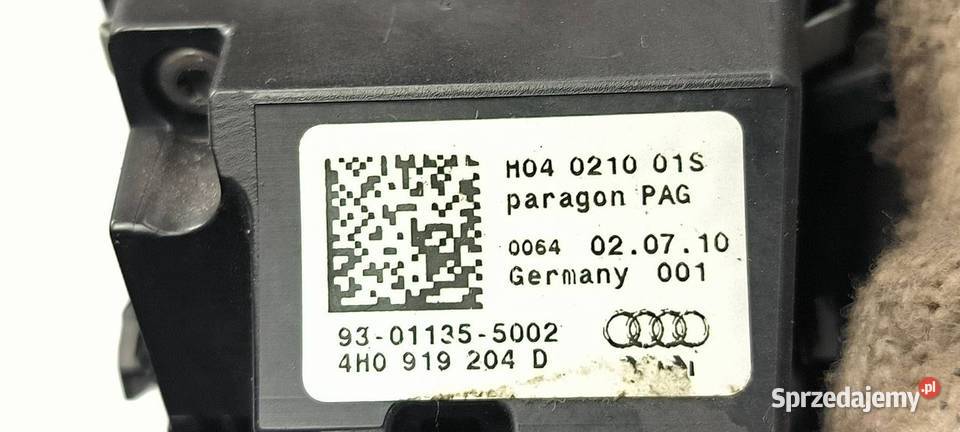 H04 0210 01S
paragon PAG
0064 02.07.10
Germany 001
93-01135-5002
4H0 919 204 D
Sprzedajemy.pl